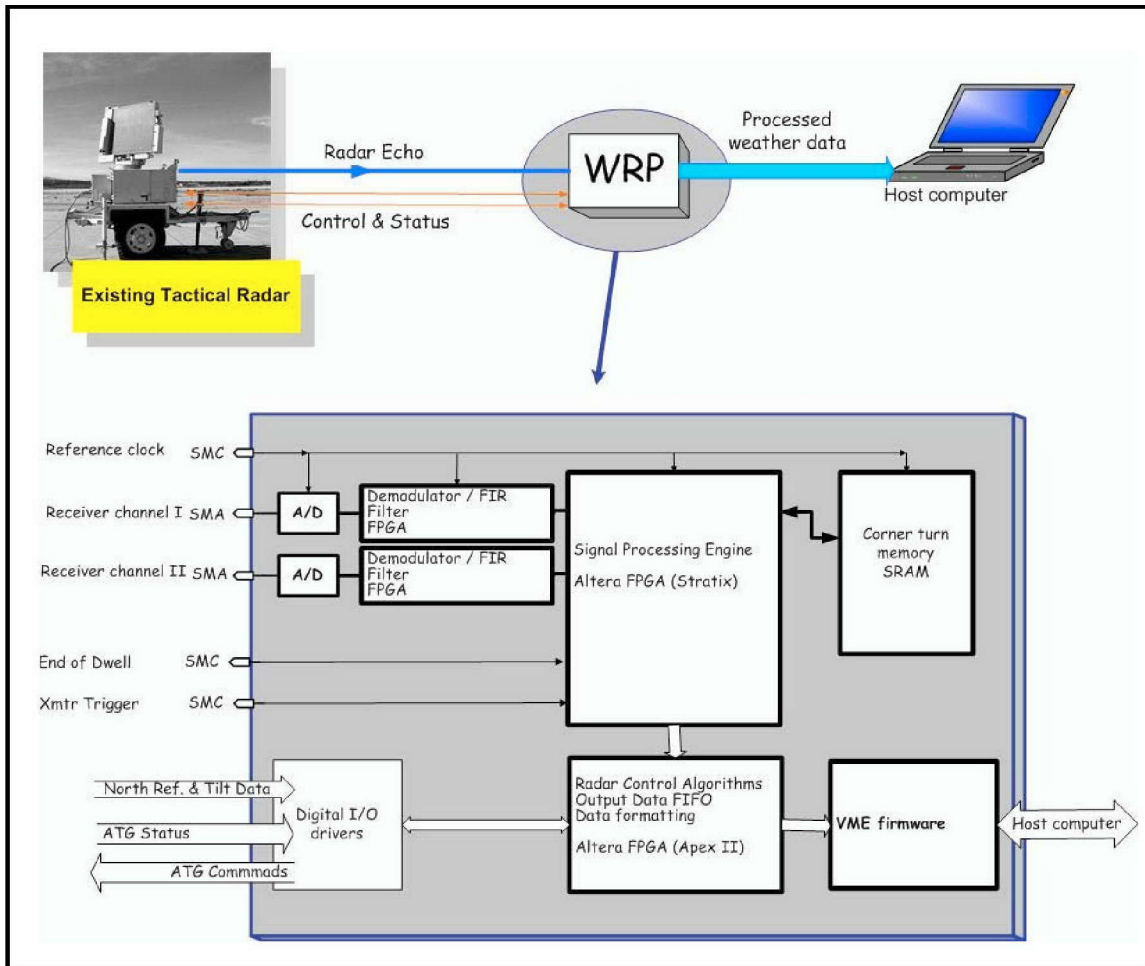 Radar Echo
Control & Status
WRP
Processed
weather data
Host computer
Existing Tactical Radar
Reference clock
SMC
Receiver channel I
SMA
A/D
Demodulator / FIR
Filter
FPGA
Receiver channel II
SMA
A/D
Demodulator / FIR
Filter
FPGA
Signal Processing Engine
Altera FPGA (Stratix)
Corner turn
memory
SRAM
End of Dwell
SMC
Xmtr Trigger
SMC
North Ref. & Tilt Data
ATG Status
ATG Commmads
Digital I/O
drivers
Radar Control Algorithms
Output Data FIFO
Data formatting
Altera FPGA (Apex II)
VME firmware
Host computer